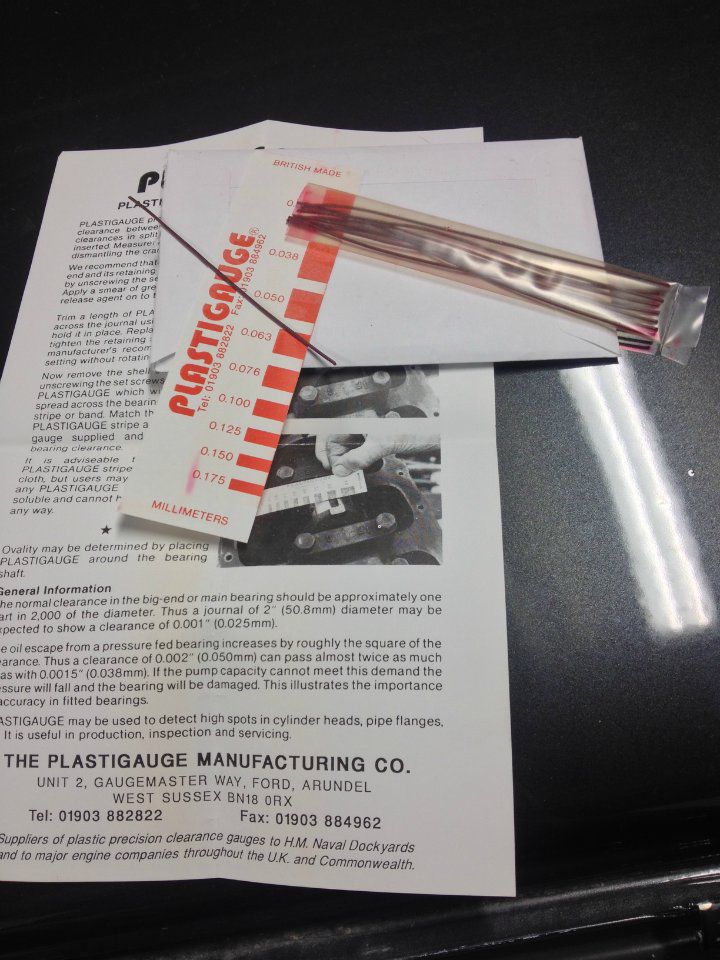 PLASTIGAUGE
clearance between
clearances in split
inserted. Measure
dismantling the
We recommend that
end and its retaining
by unscrewing the
Apply a smear of
release agent on to
Trim a length of
across the journal
hold it in place.
tighten the retaining
manufacturer's
setting without
Now remove the shell
unscrewing the set screws
PLASTIGAUGE which
spread across the
stripe or band. Match
PLASTIGAUGE stripe
gauge supplied and
bearing clearance.
It is adviseable
PLASTIGAUGE stripe
cloth, but users may
any PLASTIGAUGE
soluble and cannot
any way.
★
Ovality may be determined by placing
PLASTIGAUGE around the bearing
shaft.
General Information
The normal clearance in the big-end or main bearing should be approximately one
part in 2,000 of the diameter. Thus a journal of 2" (50.8mm) diameter may be
expected to show a clearance of 0.001" (0.025mm).
oil escape from a pressure fed bearing increases by roughly the square of the
Thus a clearance of 0.002" (0.050mm) can pass almost twice as much
as with 0.0015" (0.038mm). If the pump capacity cannot meet this demand the
will fall and the bearing will be damaged. This illustrates the importance
accuracy in fitted bearings.
PLASTIGAUGE may be used to detect high spots in cylinder heads, pipe flanges,
It is useful in production, inspection and servicing.
THE PLASTIGAUGE MANUFACTURING CO.
UNIT 2, GAUGEMASTER WAY, FORD, ARUNDEL
WEST SUSSEX BN18 0RX
Tel: 01903 882822 Fax: 01903 884962
Suppliers of plastic precision clearance gauges to H.M. Naval Dockyards
and to major engine companies throughout the U.K. and Commonwealth.
BRITISH MADE
PLASTIGAUGE®
Tel: 01903 882822 Fax: 01903 884962
0.038
0.050
0.063
0.076
0.100
0.125
0.150
0.175
MILLIMETERS